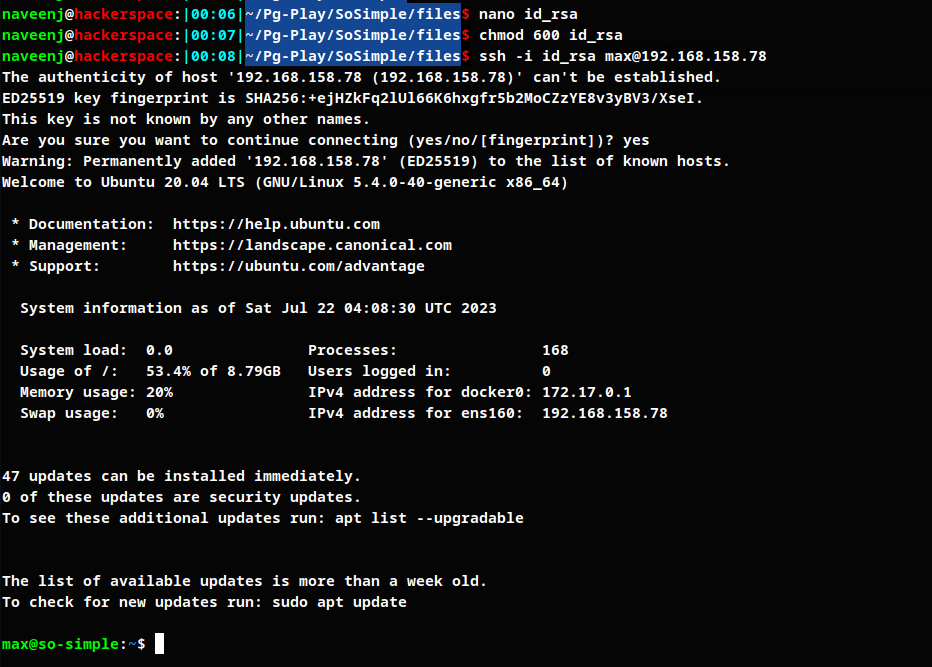 naveenj@hackerspace:|00:06|~/Pg-Play/SoSimple/files$ nano id_rsa
naveenj@hackerspace:|00:07|~/Pg-Play/SoSimple/files$ chmod 600 id_rsa
naveenj@hackerspace:|00:08|~/Pg-Play/SoSimple/files$ ssh -i id_rsa max@192.168.158.78
The authenticity of host '192.168.158.78 (192.168.158.78)' can't be established.
ED25519 key fingerprint is SHA256:+ejHZkFq2lUl66K6hxgfr5b2MoCZzYE8v3yBV3/XseI.
This key is not known by any other names.
Are you sure you want to continue connecting (yes/no/[fingerprint])? yes
Warning: Permanently added '192.168.158.78' (ED25519) to the list of known hosts.
Welcome to Ubuntu 20.04 LTS (GNU/Linux 5.4.0-40-generic x86_64)
* Documentation:  https://help.ubuntu.com
* Management:     https://landscape.canonical.com
* Support:        https://ubuntu.com/advantage
System information as of Sat Jul 22 04:08:30 UTC 2023
System load:  0.0               Processes:                168
Usage of /:   53.4% of 8.79GB   Users logged in:          0
Memory usage: 20%               IPv4 address for docker0: 172.17.0.1
Swap usage:   0%                IPv4 address for ens160:  192.168.158.78
47 updates can be installed immediately.
0 of these updates are security updates.
To see these additional updates run: apt list --upgradable
The list of available updates is more than a week old.
To check for new updates run: sudo apt update
max@so-simple:~$